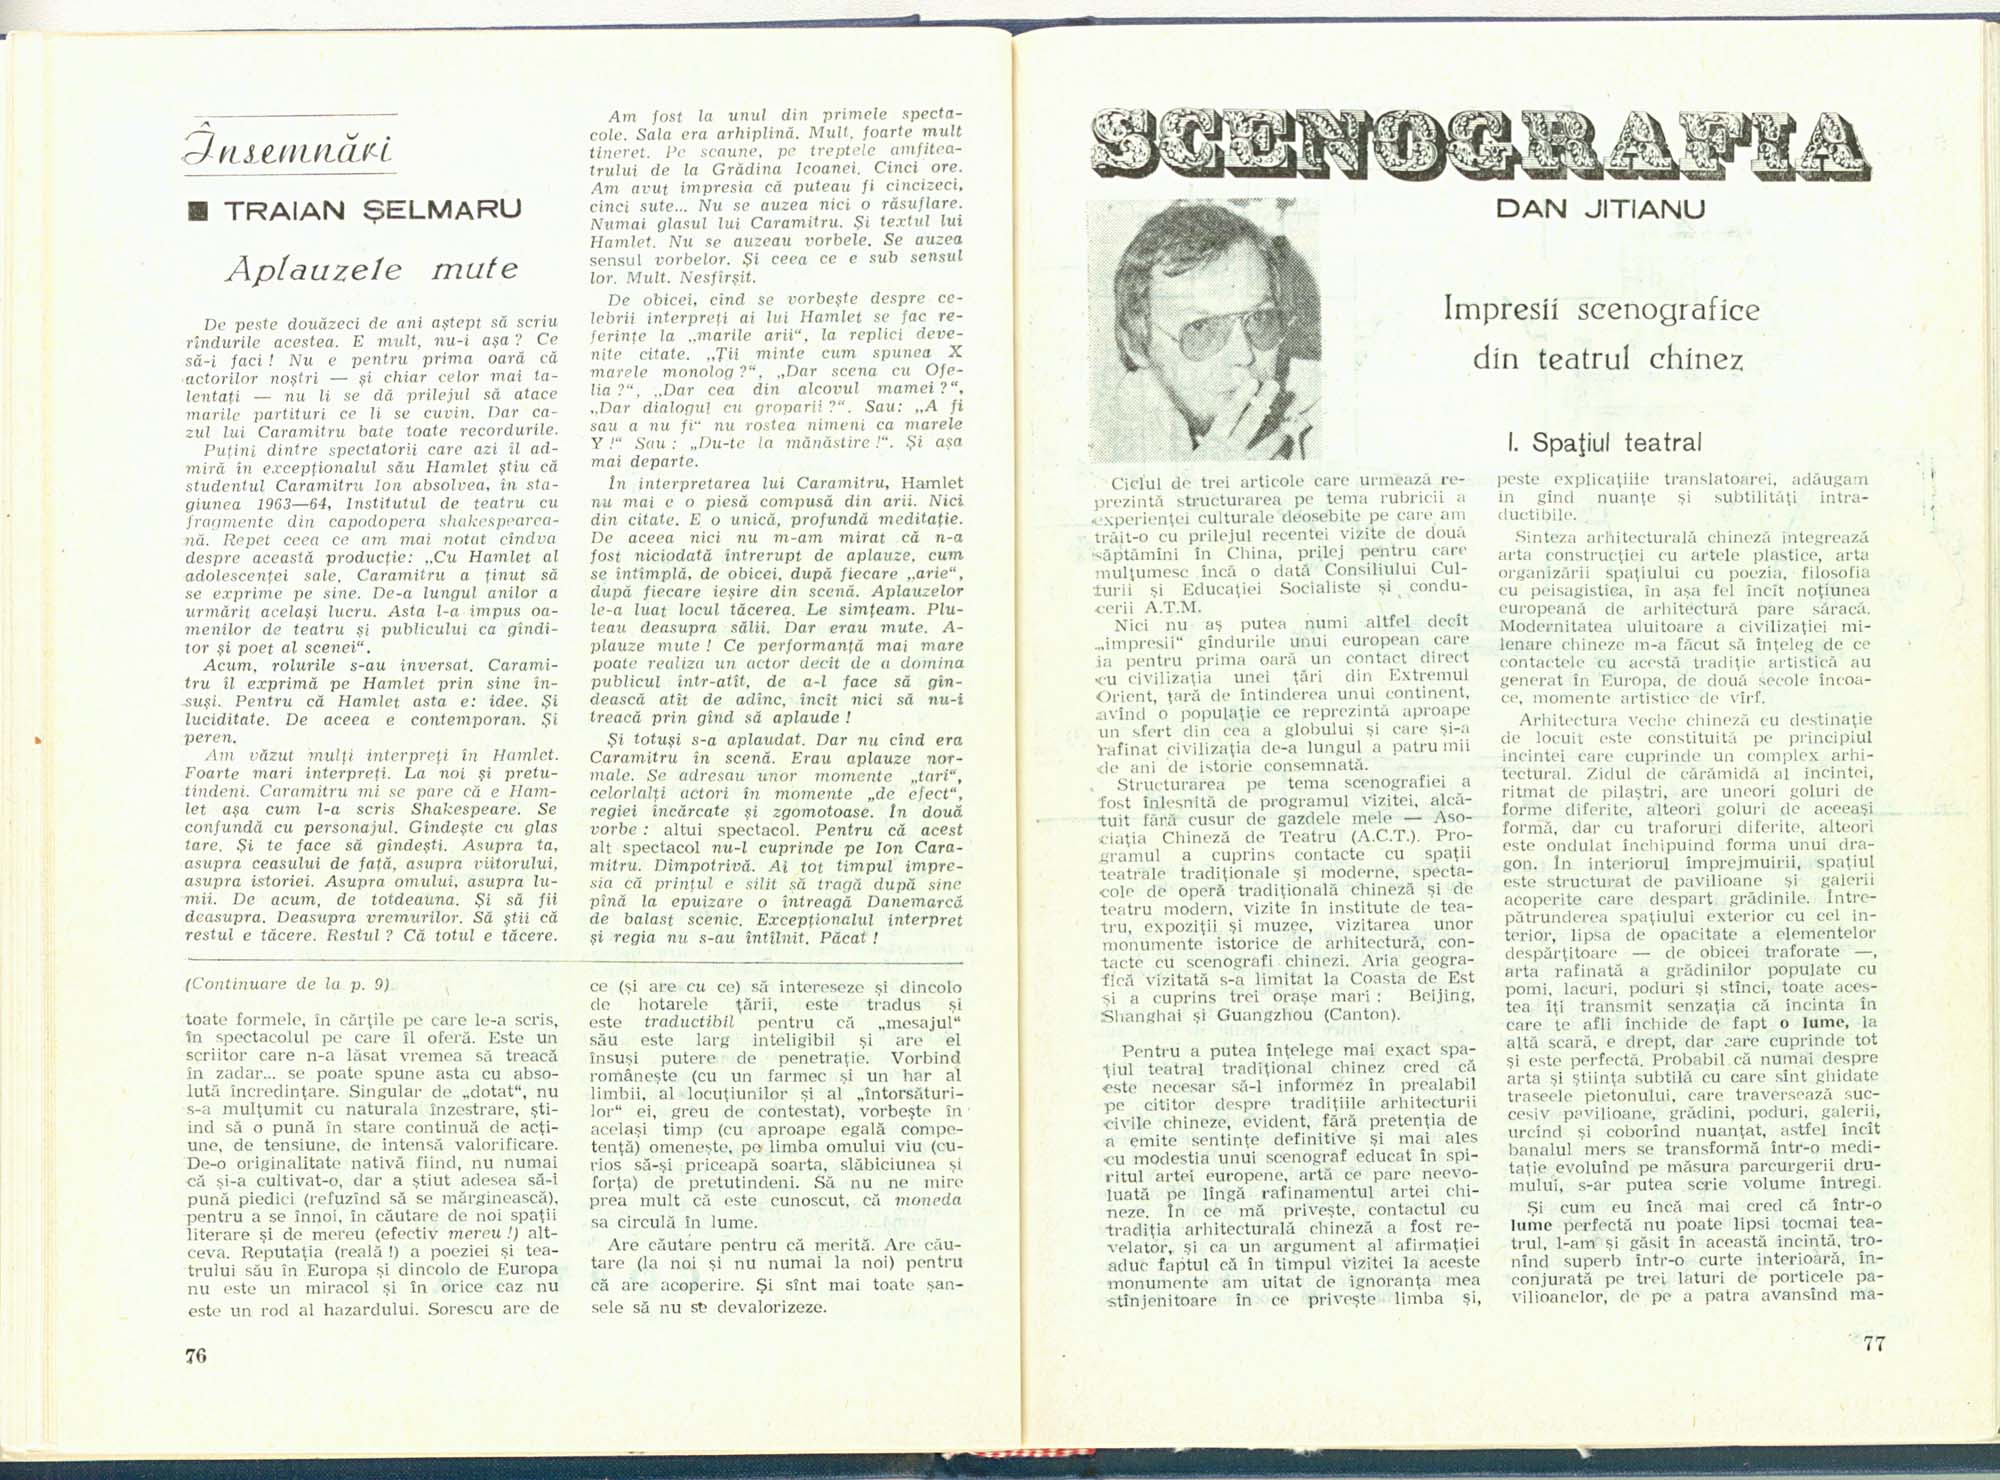 Însemnări
■ TRAIAN ȘELMARU
Aplauzele mute
De peste douăzeci de ani aștept să scriu
rîndurile acestea. E mult, nu-i așa? Ce
să-i faci! Nu e pentru prima oară că
actorilor noștri — și chiar celor mai ta-
lentați — nu li se dă prilejul să atace
marile partituri ce li se cuvin. Dar ca-
zul lui Caramitru bate toate recordurile.
Puțini dintre spectatorii care azi îl ad-
miră în excepționalul său Hamlet știu că
studentul Caramitru Ion absolvea, în sta-
giunea 1963—64, Institutul de teatru cu
fragmente din capodopera shakespearea-
nă. Repet ceea ce am mai notat cîndva
despre această producție: „Cu Hamlet al
adolescenței sale, Caramitru a ținut să
se exprime pe sine. De-a lungul anilor a
urmărit același lucru. Asta l-a impus oa-
menilor de teatru și publicului ca gîndi-
tor și poet al scenei“.
Acum, rolurile s-au inversat. Carami-
tru îl exprimă pe Hamlet prin sine în-
suși. Pentru că Hamlet asta e: idee. Și
luciditate. De aceea e contemporan. Și
peren.
Am văzut mulți interpreți în Hamlet.
Foarte mari interpreți. La noi și pretu-
tindeni. Caramitru mi se pare că e Ham-
let așa cum l-a scris Shakespeare. Se
confundă cu personajul. Gîndește cu glas
tare. Și te face să gîndești. Asupra ta,
asupra ceasului de față, asupra viitorului,
asupra istoriei. Asupra omului, asupra lu-
mii. De acum, de totdeauna. Și să fii
deasupra. Deasupra vremurilor. Să știi că
restul e tăcere. Restul? Că totul e tăcere.
Am fost la unul din primele specta-
cole. Sala era arhiplină. Mult, foarte mult
tineret. Pe scaune, pe treptele amfitea-
trului de la Grădina Icoanei. Cinci ore.
Am avut impresia că puteau fi cincizeci,
cinci sute... Nu se auzea nici o răsuflare.
Numai glasul lui Caramitru. Și textul lui
Hamlet. Nu se auzeau vorbele. Se auzea
sensul vorbelor. Și ceea ce e sub sensul
lor. Mult. Nesfîrșit.
De obicei, cînd se vorbește despre ce-
lebrii interpreți ai lui Hamlet se fac re-
ferințe la „marile arii“, la replici deve-
nite citate. „Ții minte cum spunea X
marele monolog?“, „Dar scena cu Ofe-
lia?“, „Dar cea din alcovul mamei?“,
„Dar dialogul cu groparii?“. Sau: „A fi
sau a nu fi“ nu rostea nimeni ca marele
Y!“ Sau: „Du-te la mănăstire!“. Și așa
mai departe.
În interpretarea lui Caramitru, Hamlet
nu mai e o piesă compusă din arii. Nici
din citate. E o unică, profundă meditație.
De aceea nici nu m-am mirat că n-a
fost niciodată întrerupt de aplauze, cum
se întîmplă, de obicei, după fiecare „arie“,
după fiecare ieșire din scenă. Aplauzelor
le-a luat locul tăcerea. Le simțeam. Plu-
teau deasupra sălii. Dar erau mute. A-
plauze mute! Ce performanță mai mare
poate realiza un actor decît de a domina
publicul într-atît, de a-l face să gîn-
dească atît de adînc, încît nici să nu-i
treacă prin gînd să aplaude!
Și totuși s-a aplaudat. Dar nu cînd era
Caramitru în scenă. Erau aplauze nor-
male. Se adresau unor momente „tari“,
celorlalți actori în momente „de efect“,
regiei încărcate și zgomotoase. În două
vorbe: altui spectacol. Pentru că acest
alt spectacol nu-l cuprinde pe Ion Cara-
mitru. Dimpotrivă. Ai tot timpul impre-
sia că prințul e silit să tragă după sine
pînă la epuizare o întreagă Danemarcă
de balast scenic. Excepționalul interpret
și regia nu s-au întîlnit. Păcat!
(Continuare de la p. 9)
toate formele, în cărțile pe care le-a scris,
în spectacolul pe care îl oferă. Este un
scriitor care n-a lăsat vremea să treacă
în zadar... se poate spune asta cu abso-
lută încredințare. Singular de „dotat“, nu
s-a mulțumit cu naturala înzestrare, ști-
ind să o pună în stare continuă de acți-
une, de tensiune, de intensă valorificare.
De-o originalitate nativă fiind, nu numai
că și-a cultivat-o, dar a știut adesea să-i
pună piedici (refuzînd să se mărginească),
pentru a se înnoi, în căutare de noi spații
literare și de mereu (efectiv mereu!) alt-
ceva. Reputația (reală!) a poeziei și tea-
trului său în Europa și dincolo de Europa
nu este un miracol și în orice caz nu
este un rod al hazardului. Sorescu are de
ce (și are cu ce) să intereseze și dincolo
de hotarele țării, este tradus și
este traductibil pentru că „mesajul“
său este larg inteligibil și are el
însuși putere de penetrație. Vorbind
românește (cu un farmec și un har al
limbii, al locuțiunilor și al „întorsături-
lor“ ei, greu de contestat), vorbește în
același timp (cu aproape egală compe-
tență) omenește, pe limba omului viu (cu-
rios să-și priceapă soarta, slăbiciunea și
forța) de pretutindeni. Să nu ne mire
prea mult că este cunoscut, că moneda
sa circulă în lume.
Are căutare pentru că merită. Are cău-
tare (la noi și nu numai la noi) pentru
că are acoperire. Și sînt mai toate șan-
sele să nu se devalorizeze.
76
SCENOGRAFIA
DAN JITIANU
Impresii scenografice
din teatrul chinez
I. Spațiul teatral
Ciclul de trei articole care urmează re-
prezintă structurarea pe tema rubricii a
experienței culturale deosebite pe care am
trăit-o cu prilejul recentei vizite de două
săptămîni în China, prilej pentru care
mulțumesc încă o dată Consiliului Cul-
turii și Educației Socialiste și condu-
cerii A.T.M.
Nici nu aș putea numi altfel decît
„impresii“ gîndurile unui european care
ia pentru prima oară un contact direct
cu civilizația unei țări din Extremul
Orient, țară de întinderea unui continent,
avînd o populație ce reprezintă aproape
un sfert din cea a globului și care și-a
rafinat civilizația de-a lungul a patru mii
de ani de istorie consemnată.
Structurarea pe tema scenografiei a
fost înlesnită de programul vizitei, alcă-
tuit fără cusur de gazdele mele — Aso-
ciația Chineză de Teatru (A.C.T.). Pro-
gramul a cuprins contacte cu spații
teatrale tradiționale și moderne, specta-
cole de operă tradițională chineză și de
teatru modern, vizite în institute de tea-
tru, expoziții și muzee, vizitarea unor
monumente istorice de arhitectură, con-
tacte cu scenografi chinezi. Aria geogra-
fică vizitată s-a limitat la Coasta de Est
și a cuprins trei orașe mari: Beijing,
Shanghai și Guangzhou (Canton).
Pentru a putea înțelege mai exact spa-
țiul teatral tradițional chinez cred că
este necesar să-l informez în prealabil
pe cititor despre tradițiile arhitecturii
civile chineze, evident, fără pretenția de
a emite sentințe definitive și mai ales
cu modestia unui scenograf educat în spi-
ritul artei europene, artă ce pare neevo-
luată pe lîngă rafinamentul artei chi-
neze. În ce mă privește, contactul cu
tradiția arhitecturală chineză a fost re-
velator, și ca un argument al afirmației
aduc faptul că în timpul vizitei la aceste
monumente am uitat de ignoranța mea
stînjenitoare în ce privește limba și,
peste explicațiile translatoarei, adăugam
în gînd nuanțe și subtilități intra-
ductibile.
Sinteza arhitecturală chineză integrează
arta construcției cu artele plastice, arta
organizării spațiului cu poezia, filosofia
cu peisagistica, în așa fel încît noțiunea
europeană de arhitectură pare săracă.
Modernitatea uluitoare a civilizației mi-
lenare chineze m-a făcut să înțeleg de ce
contactele cu acestă tradiție artistică au
generat în Europa, de două secole încoa-
ce, momente artistice de vîrf.
Arhitectura veche chineză cu destinație
de locuit este constituită pe principiul
incintei care cuprinde un complex arhi-
tectural. Zidul de cărămidă al incintei,
ritmat de pilaștri, are uneori goluri de
forme diferite, alteori goluri de aceeași
formă, dar cu traforuri diferite, alteori
este ondulat închipuind forma unui dra-
gon. În interiorul împrejmuirii, spațiul
este structurat de pavilioane și galerii
acoperite care despart grădinile. Între-
pătrunderea spațiului exterior cu cel in-
terior, lipsa de opacitate a elementelor
despărțitoare — de obicei traforate —,
arta rafinată a grădinilor populate cu
pomi, lacuri, poduri și stînci, toate aces-
tea îți transmit senzația că incinta în
care te afli închide de fapt o lume, la
altă scară, e drept, dar care cuprinde tot
și este perfectă. Probabil că numai despre
arta și știința subtilă cu care sînt ghidate
traseele pietonului, care traversează suc-
cesiv pavilioane, grădini, poduri, galerii,
urcînd și coborînd nuanțat, astfel încît
banalul mers se transformă într-o medi-
tație evoluînd pe măsura parcurgerii dru-
mului, s-ar putea scrie volume întregi.
Și cum eu încă mai cred că într-o
lume perfectă nu poate lipsi tocmai tea-
trul, l-am și găsit în această incintă, tro-
nînd superb într-o curte interioară, în-
conjurată pe trei laturi de porticele pa-
vilioanelor, de pe a patra avansînd ma-
77